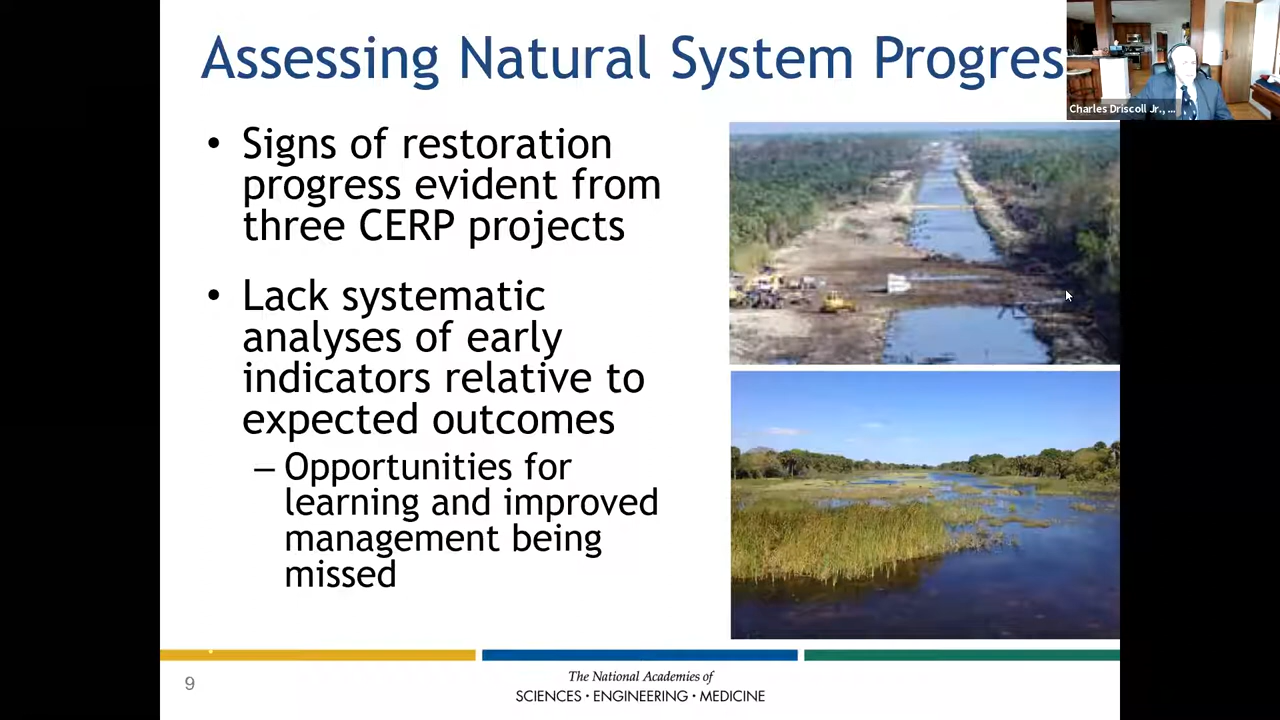 Assessing Natural System Progres
Charles Driscoll Jr., ...
• Signs of restoration
progress evident from
three CERP projects
• Lack systematic
analyses of early
indicators relative to
expected outcomes
– Opportunities for
learning and improved
management being
missed
9
The National Academies of
SCIENCES · ENGINEERING · MEDICINE